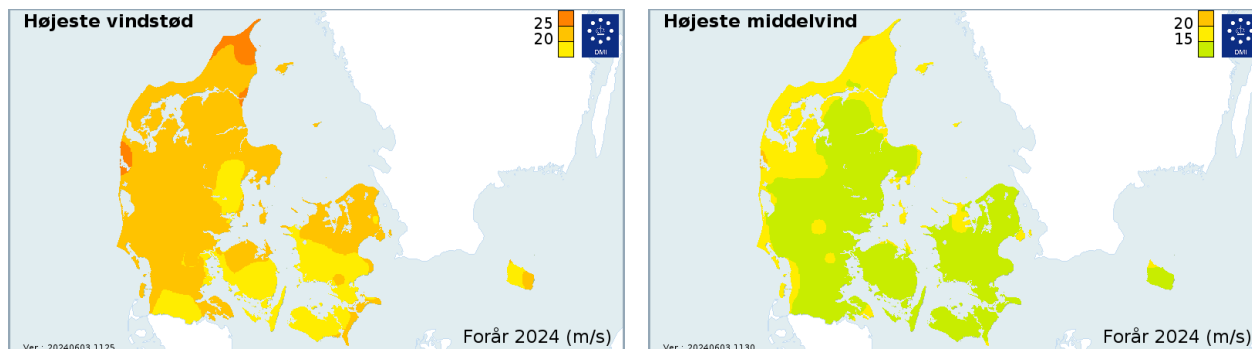 Højeste vindstød
25
20
DMI
Forår 2024 (m/s)
Ver.: 20240603.1125
Højeste middelvind
20
15
DMI
Forår 2024 (m/s)
Ver.: 20240603.1130